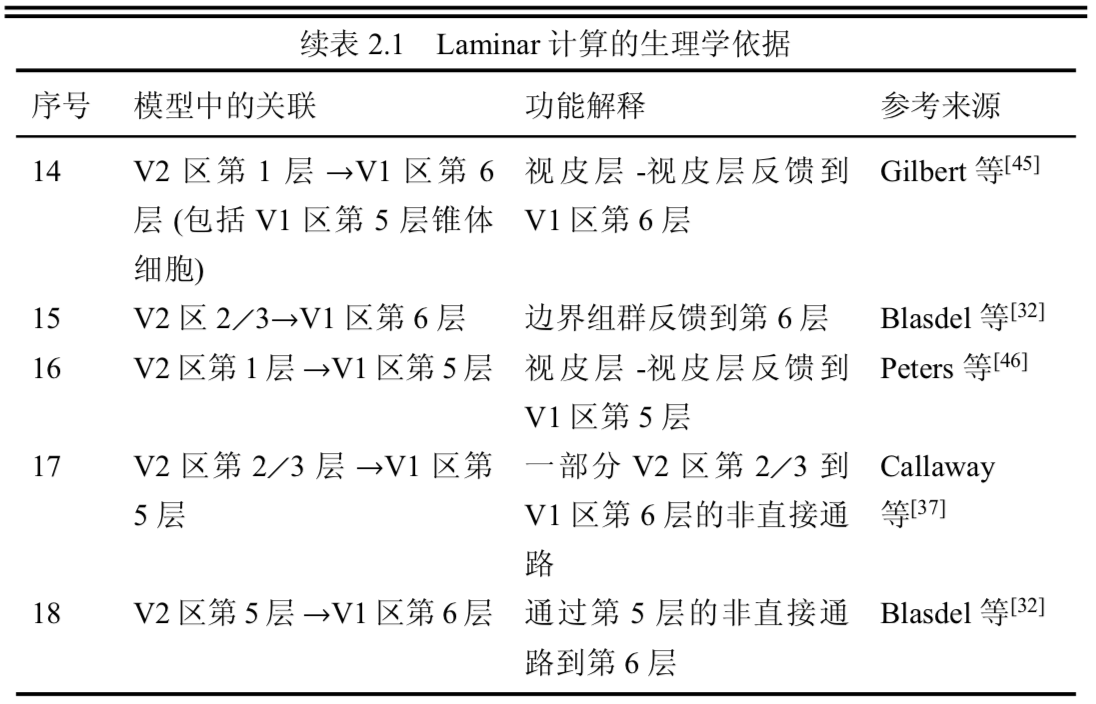 续表 2.1 Laminar 计算的生理学依据
序号 模型中的关联 功能解释 参考来源
14 V2 区第 1 层 →V1 区第 6 视皮层 -视皮层反馈到 Gilbert 等[45]
层 (包括 V1 区第 5 层锥体 V1 区第 6 层
细胞)
15 V2 区 2/3→V1 区第 6 层 边界组群反馈到第 6 层 Blasdel 等[32]
16 V2 区第 1 层 →V1 区第 5 层 视皮层 -视皮层反馈到 Peters 等[46]
V1 区第 5 层
17 V2 区第 2/3 层 →V1 区第 一部分 V2 区第 2/3 到 Callaway
5 层 V1 区第 6 层的非直接通 等[37]
路
18 V2 区第 5 层 →V1 区第 6 层 通过第 5 层的非直接通 Blasdel 等[32]
路到第 6 层